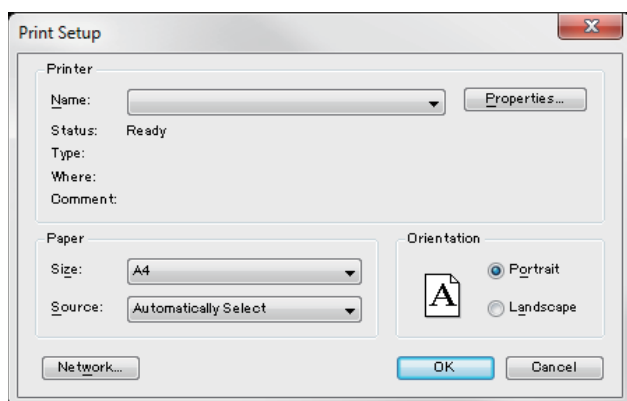 Print Setup
Printer
Name:
Properties...
Status: Ready
Type:
Where:
Comment:
Paper
Size: A4
Source: Automatically Select
Orientation
A
Portrait
Landscape
Network...
OK
Cancel